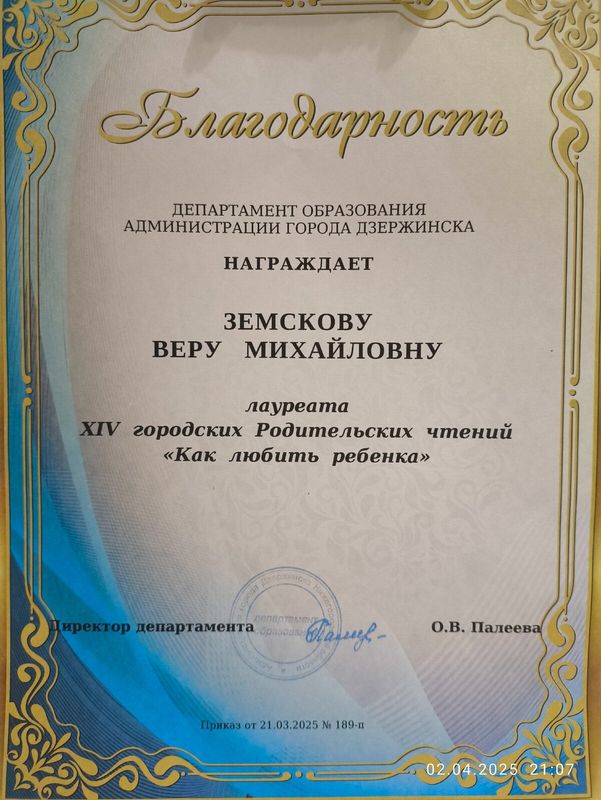 Благодарность
ДЕПАРТАМЕНТ ОБРАЗОВАНИЯ
АДМИНИСТРАЦИИ ГОРОДА ДЗЕРЖИНСКА
НАГРАЖДАЕТ
ЗЕМСКОВУ
ВЕРУ МИХАЙЛОВНУ
лауреата
XIV городских Родительских чтений
«Как любить ребенка»
Директор департамента
О.В. Палеева
Приказ от 21.03.2025 № 189-п
02.04.2025 21:07